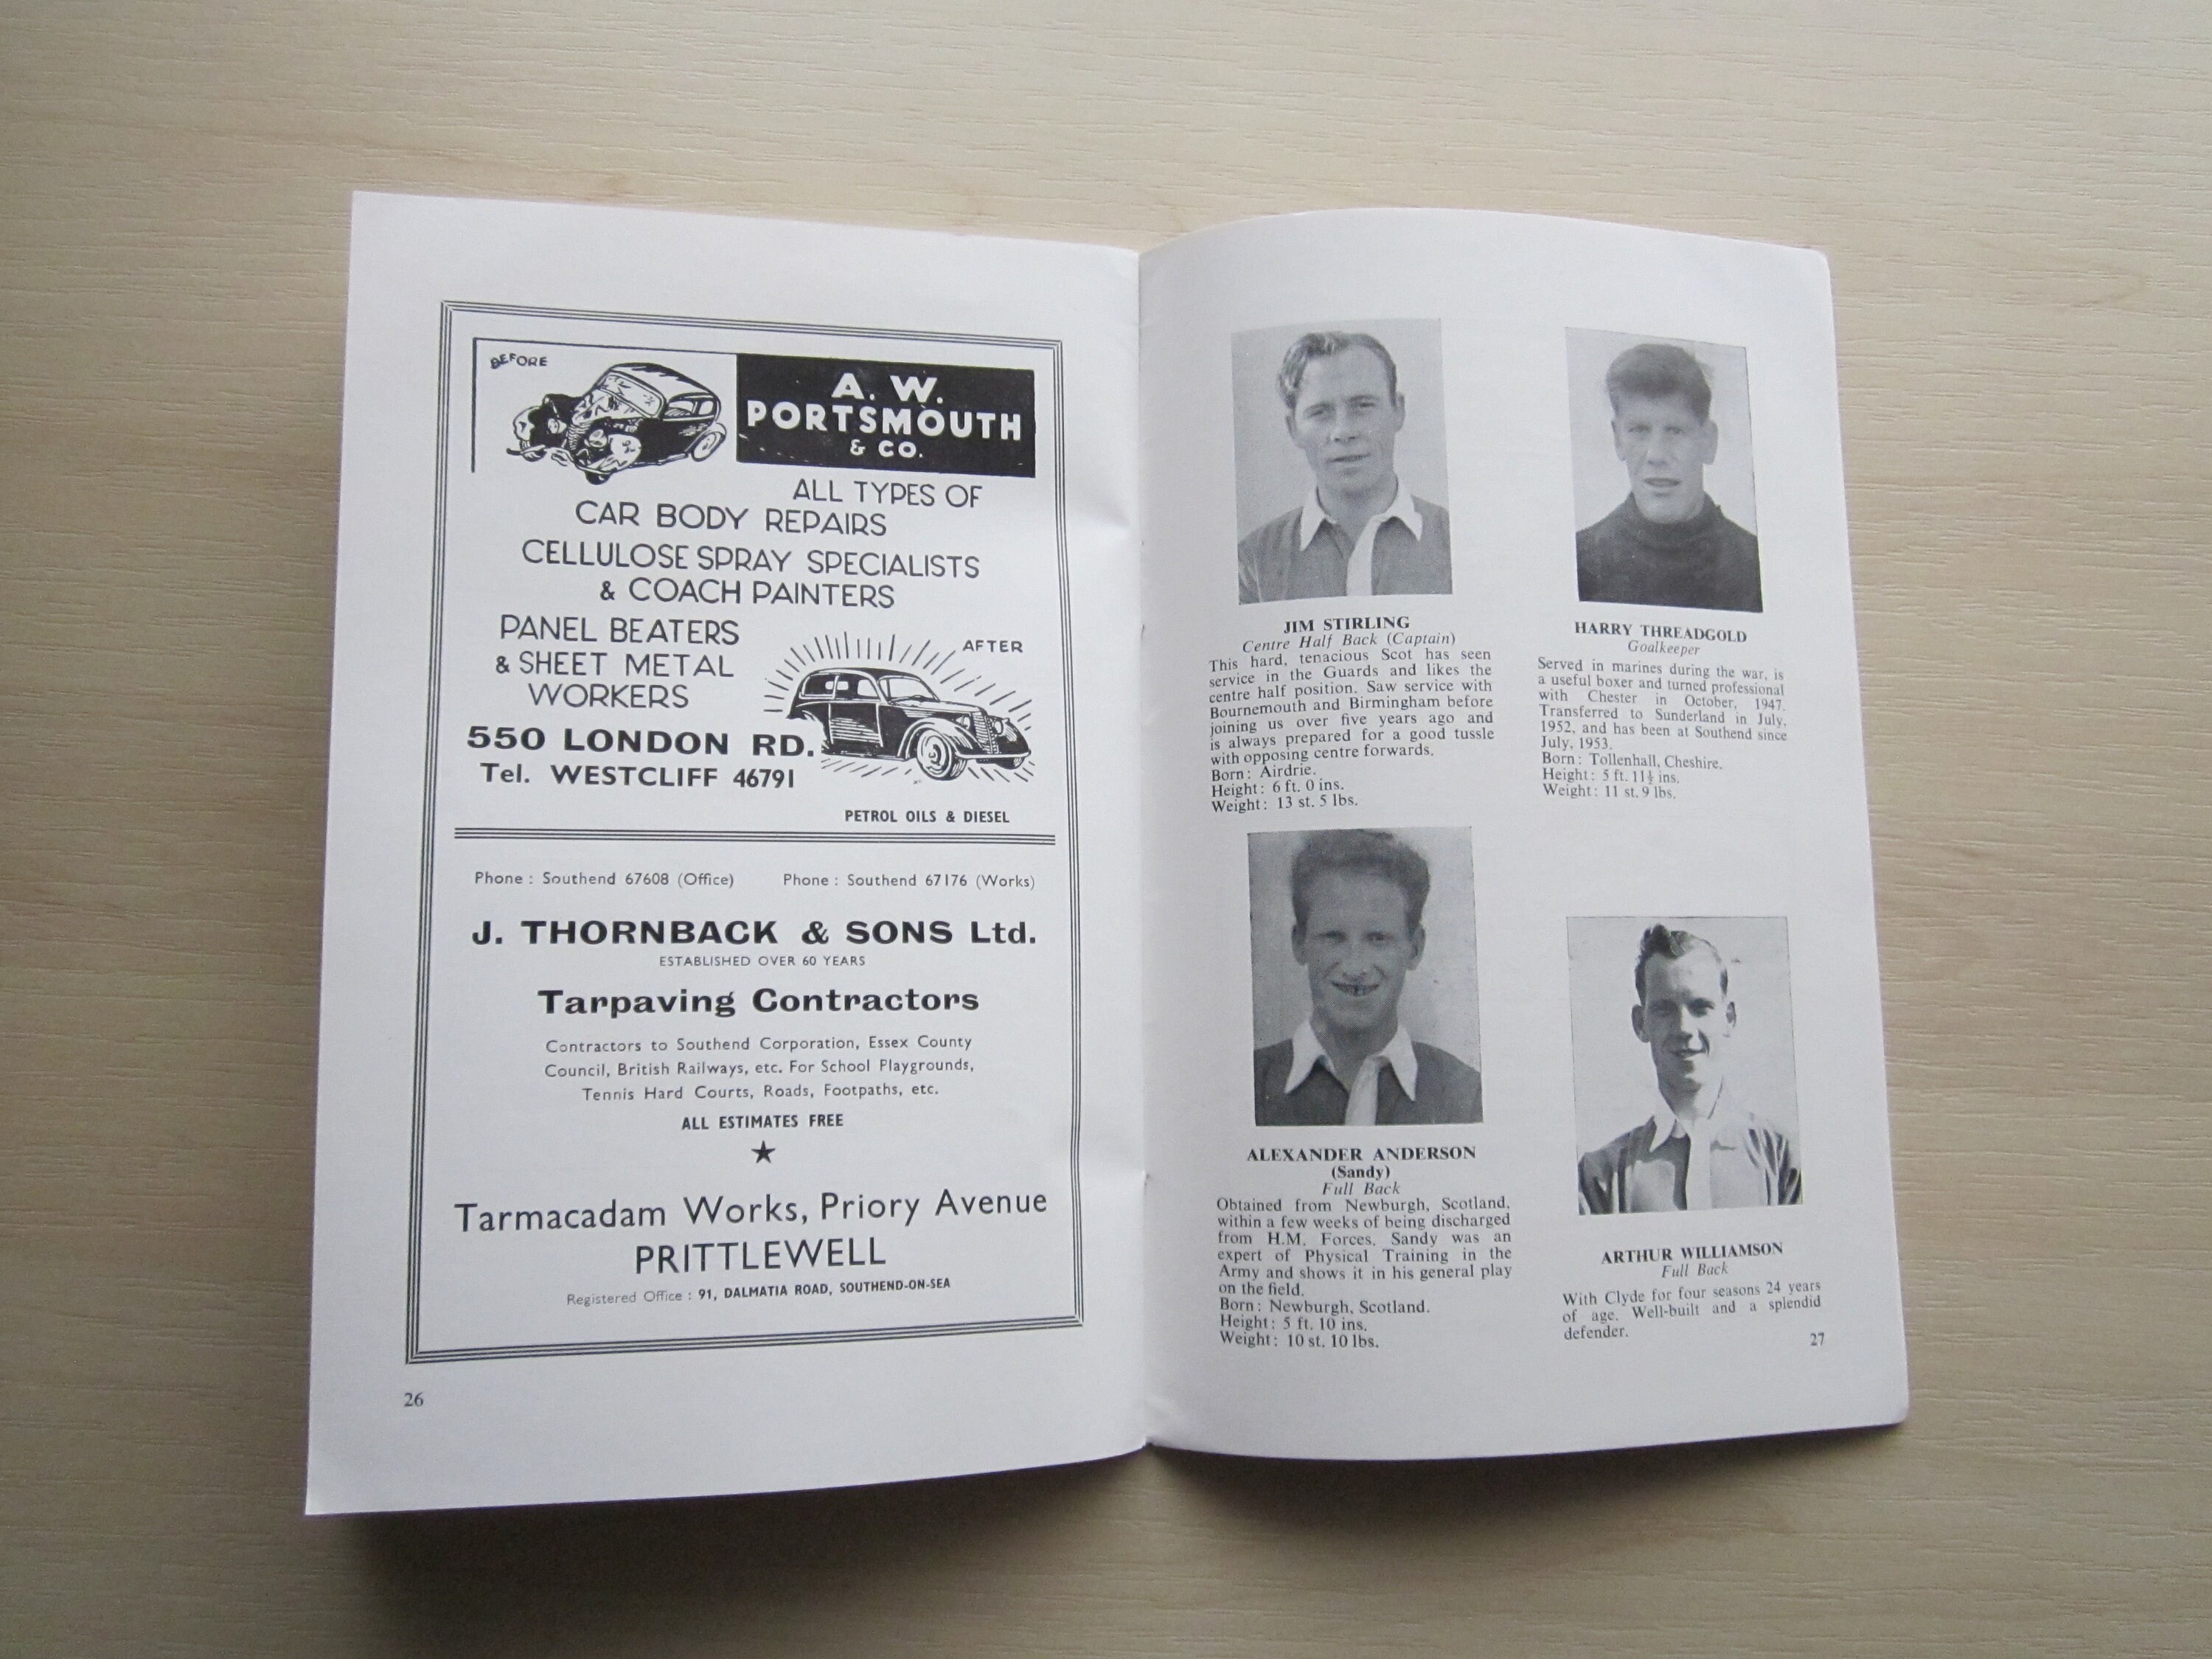 BEFORE
A. W.
PORTSMOUTH
& CO.
ALL TYPES OF
CAR BODY REPAIRS
CELLULOSE SPRAY SPECIALISTS
& COACH PAINTERS
PANEL BEATERS
& SHEET METAL
WORKERS
AFTER
550 LONDON RD.
Tel. WESTCLIFF 46791
PETROL OILS & DIESEL
Phone : Southend 67608 (Office) Phone : Southend 67176 (Works)
J. THORNBACK & SONS Ltd.
ESTABLISHED OVER 60 YEARS
Tarpaving Contractors
Contractors to Southend Corporation, Essex County
Council, British Railways, etc. For School Playgrounds,
Tennis Hard Courts, Roads, Footpaths, etc.
ALL ESTIMATES FREE
Tarmacadam Works, Priory Avenue
PRITTLEWELL
Registered Office : 91, DALMATIA ROAD, SOUTHEND-ON-SEA
26
JIM STIRLING
Centre Half Back (Captain)
This hard, tenacious Scot has seen
service in the Guards and likes the
centre half position. Saw service with
Bournemouth and Birmingham before
joining us over five years ago and
is always prepared for a good tussle
with opposing centre forwards.
Born: Airdrie.
Height: 6 ft. 0 ins.
Weight: 13 st. 5 lbs.
HARRY THREADGOLD
Goalkeeper
Served in marines during the war, is
a useful boxer and turned professional
with Chester in October, 1947.
Transferred to Sunderland in July,
1952, and has been at Southend since
July, 1953.
Born: Tollenhall, Cheshire.
Height: 5 ft. 11½ ins.
Weight: 11 st. 9 lbs.
ALEXANDER ANDERSON
(Sandy)
Full Back
Obtained from Newburgh, Scotland,
within a few weeks of being discharged
from H.M. Forces. Sandy was an
expert of Physical Training in the
Army and shows it in his general play
on the field.
Born: Newburgh, Scotland.
Height: 5 ft. 10 ins.
Weight: 10 st. 10 lbs.
ARTHUR WILLIAMSON
Full Back
With Clyde for four seasons 24 years
of age. Well-built and a splendid
defender.
27